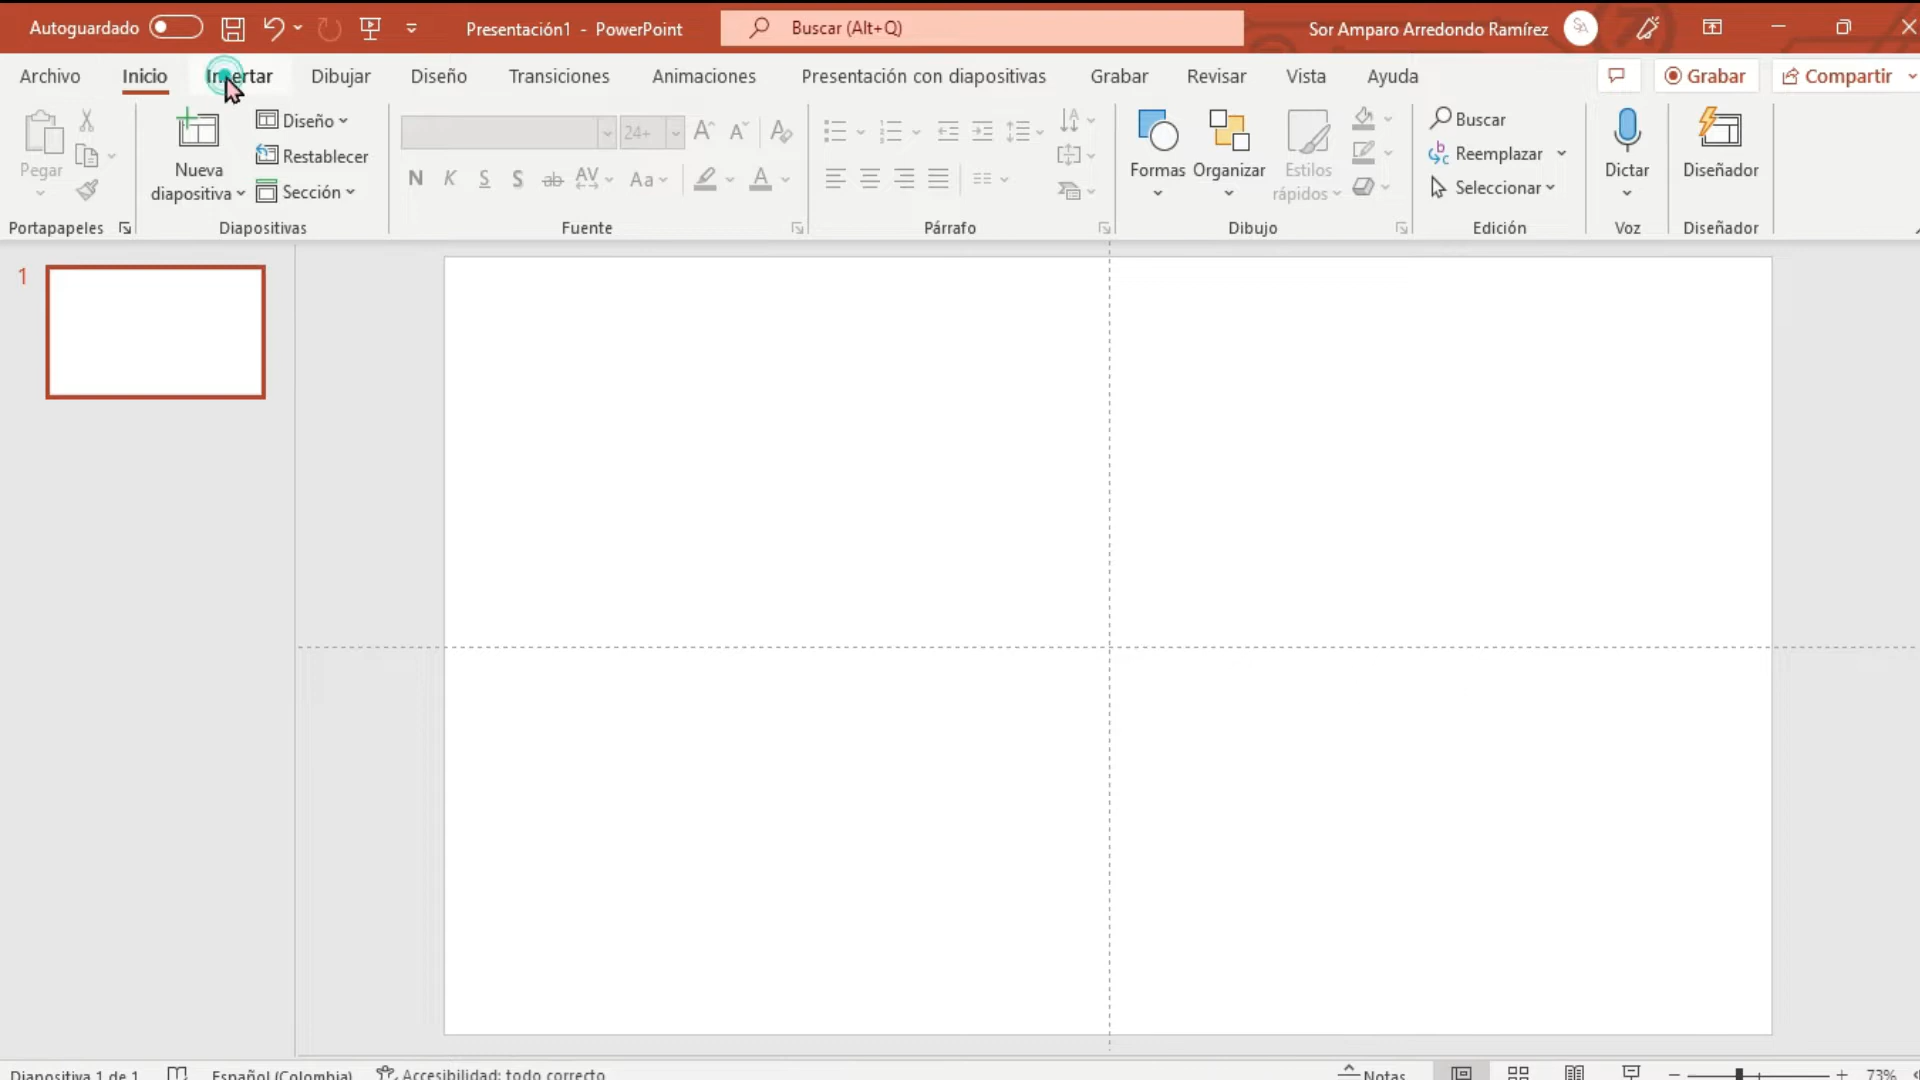 Autoguardado
Presentación1 - PowerPoint
Buscar (Alt+Q)
Sor Amparo Arredondo Ramírez
SA
Archivo Inicio Insertar Dibujar Diseño Transiciones Animaciones Presentación con diapositivas Grabar Revisar Vista Ayuda
Grabar
Compartir
Pegar
Nueva
diapositiva
Diseño
Restablecer
Sección
24+
N K S S ab AV Aa A
Formas
Organizar
Estilos
rápidos
Buscar
Reemplazar
Seleccionar
Dictar
Diseñador
Portapapeles Diapositivas Fuente Párrafo Dibujo Edición Voz Diseñador
1
Diapositiva 1 de 1
Español (Colombia)
Accesibilidad: todo correcto
Notas
73%